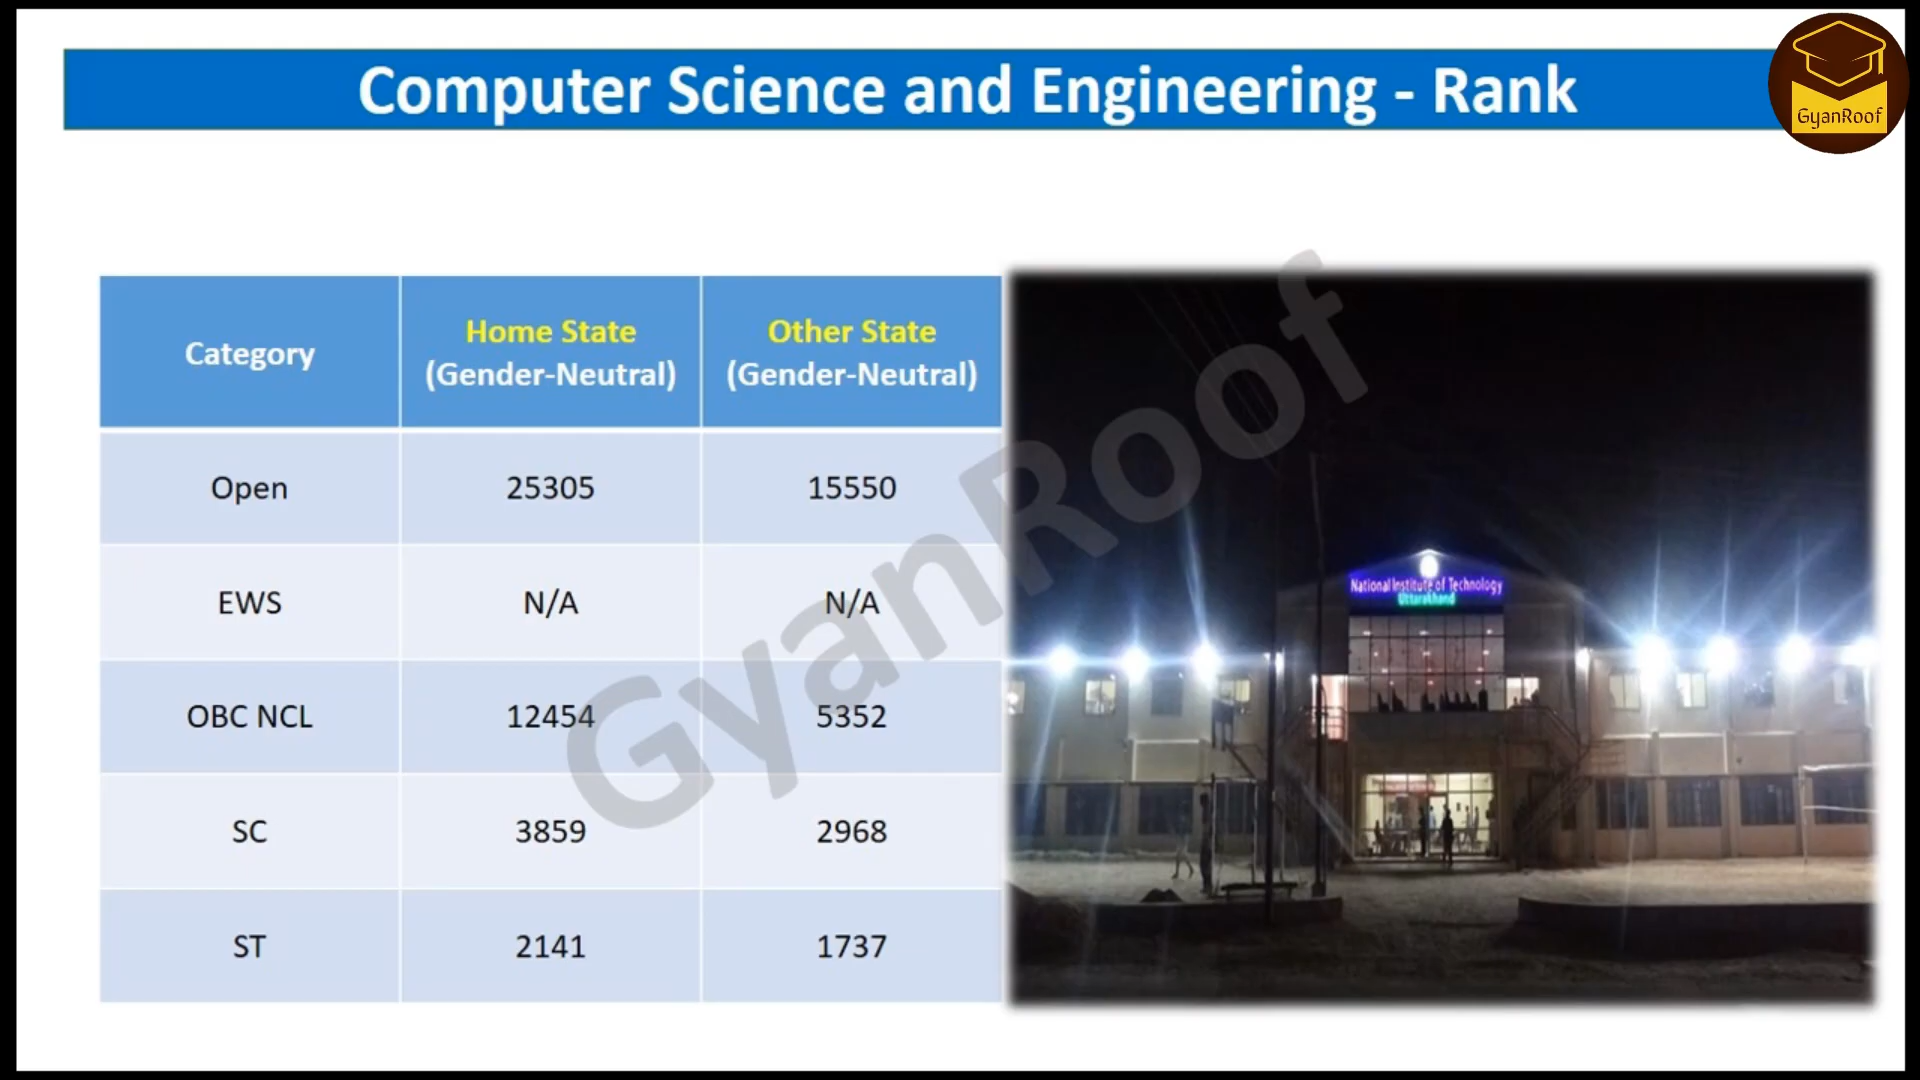 Computer Science and Engineering - Rank
GyanRoof
Category
Home State
(Gender-Neutral)
Other State
(Gender-Neutral)
Open 25305 15550
EWS N/A N/A
OBC NCL 12454 5352
SC 3859 2968
ST 2141 1737
National Institute of Technology
Uttarakhand
GyanRoof